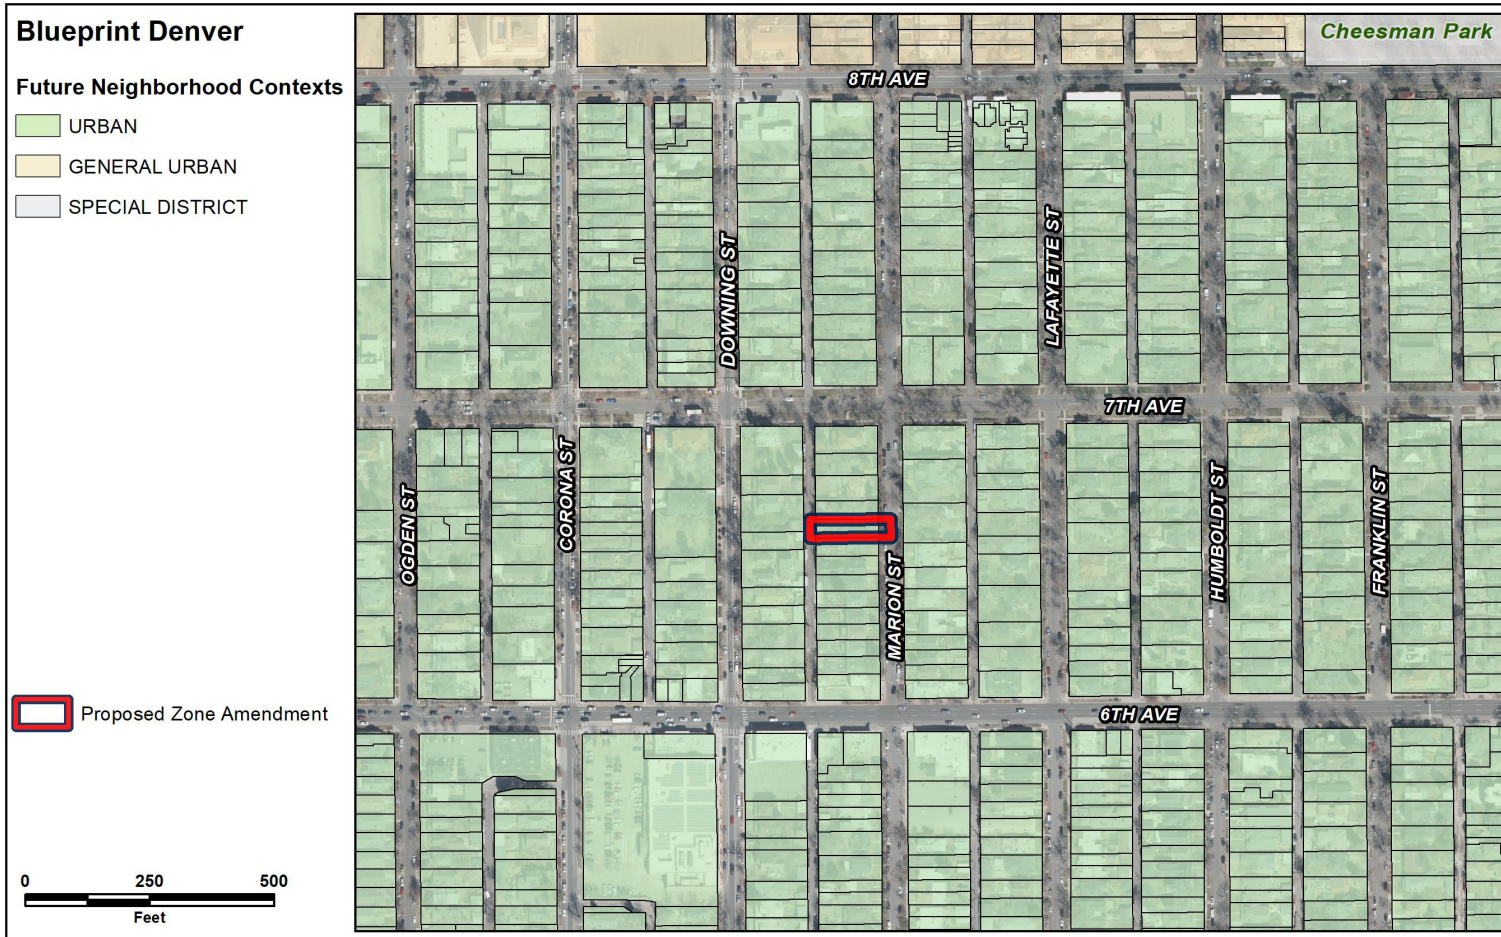 Blueprint Denver
Future Neighborhood Contexts
URBAN
GENERAL URBAN
SPECIAL DISTRICT
Proposed Zone Amendment
0 250 500
Feet
Cheesman Park
8TH AVE
DOWNING ST
LAFAYETTE ST
7TH AVE
OGDEN ST
CORONA ST
MARION ST
HUMBOLDT ST
FRANKLIN ST
6TH AVE